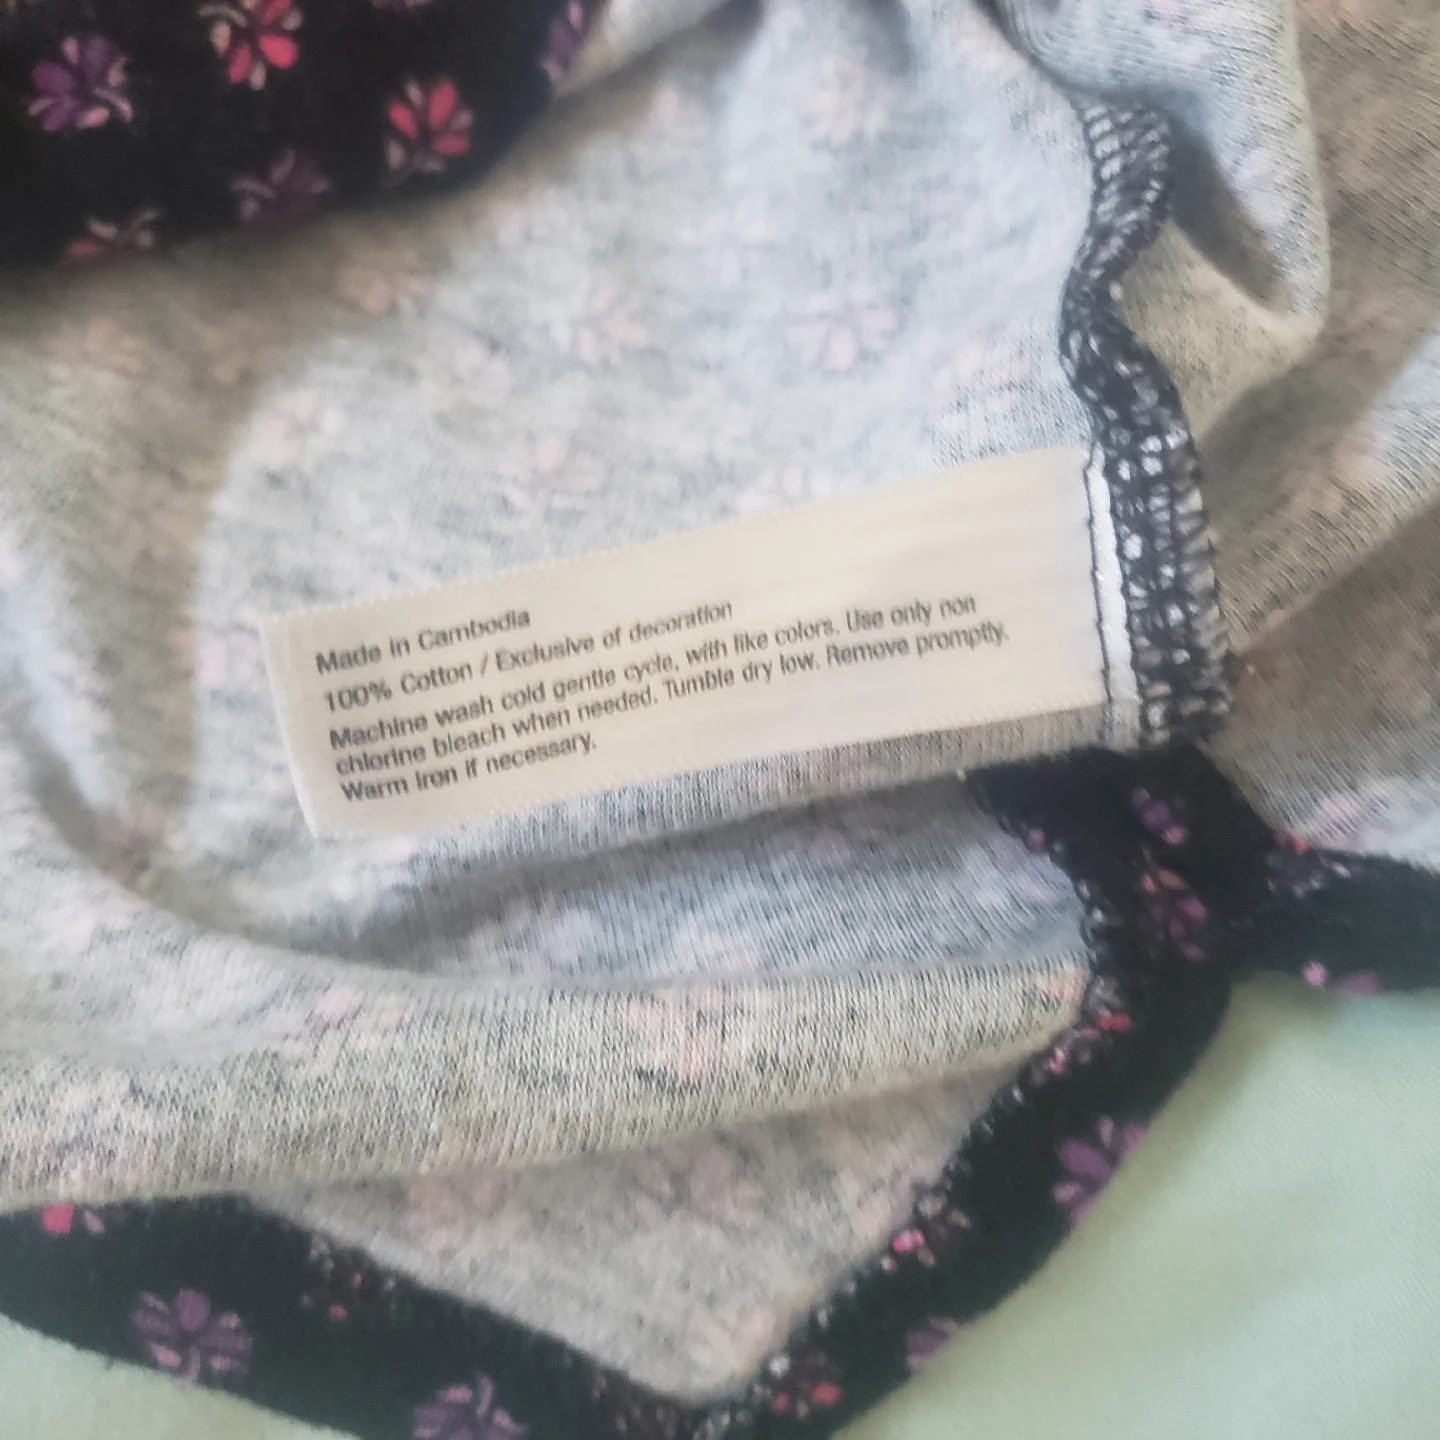 Made in Cambodia
100% Cotton / Exclusive of decoration
Machine wash cold gentle cycle, with like colors. Use only non
chlorine bleach when needed. Tumble dry low. Remove promptly.
Warm iron if necessary.